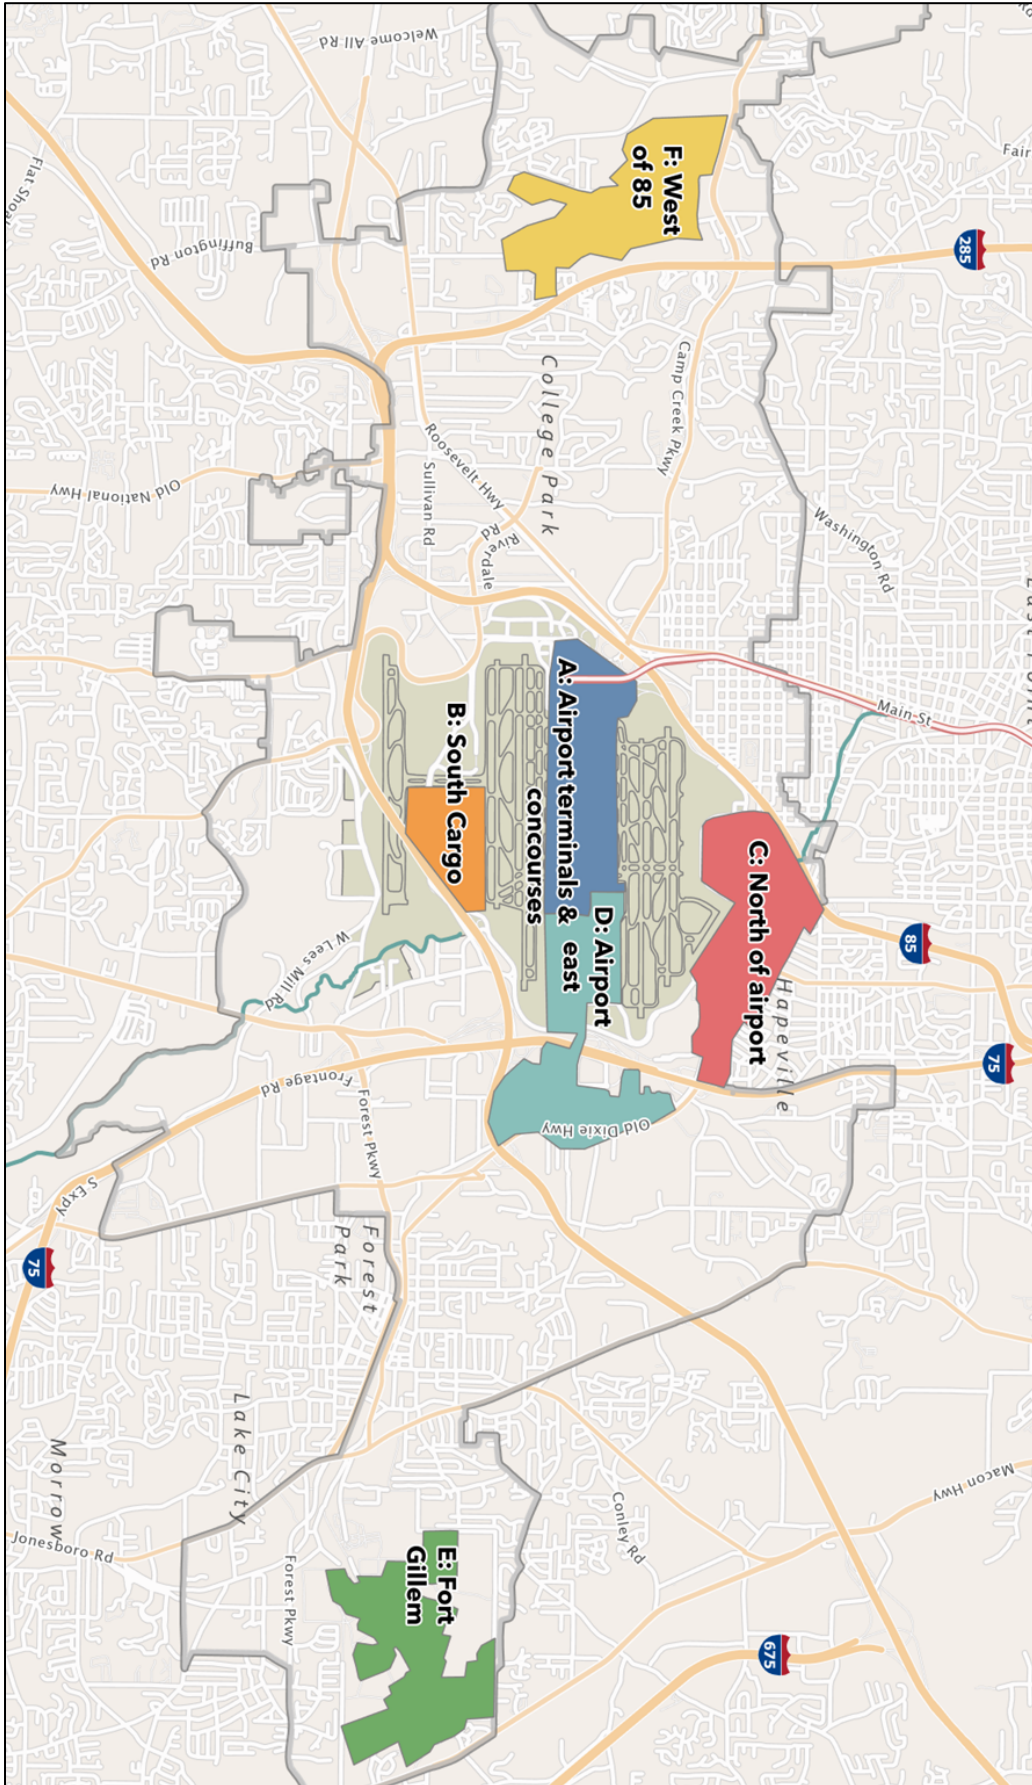 Welcome All Rd
Flat Shoa
Buffington Rd
Fair
F: West
of 85
285
College Park
Camp Creek Pkwy
Roosevelt Hwy
Sullivan Rd
Riverdale
Rd
Old National Hwy
Washington Rd
East Point
Main St
A: Airport terminals &
concourses
B: South Cargo
C: North of airport
D: Airport
east
85
Hapeville
75
W Lees Mill Rd
Frontage Rd
Forest Pkwy
Old Dixie Hwy
S Expy
75
Forest
Park
Lake City
Morrow
Jonesboro Rd
Forest Pkwy
E: Fort
Gillem
Conley Rd
Macon Hwy
675